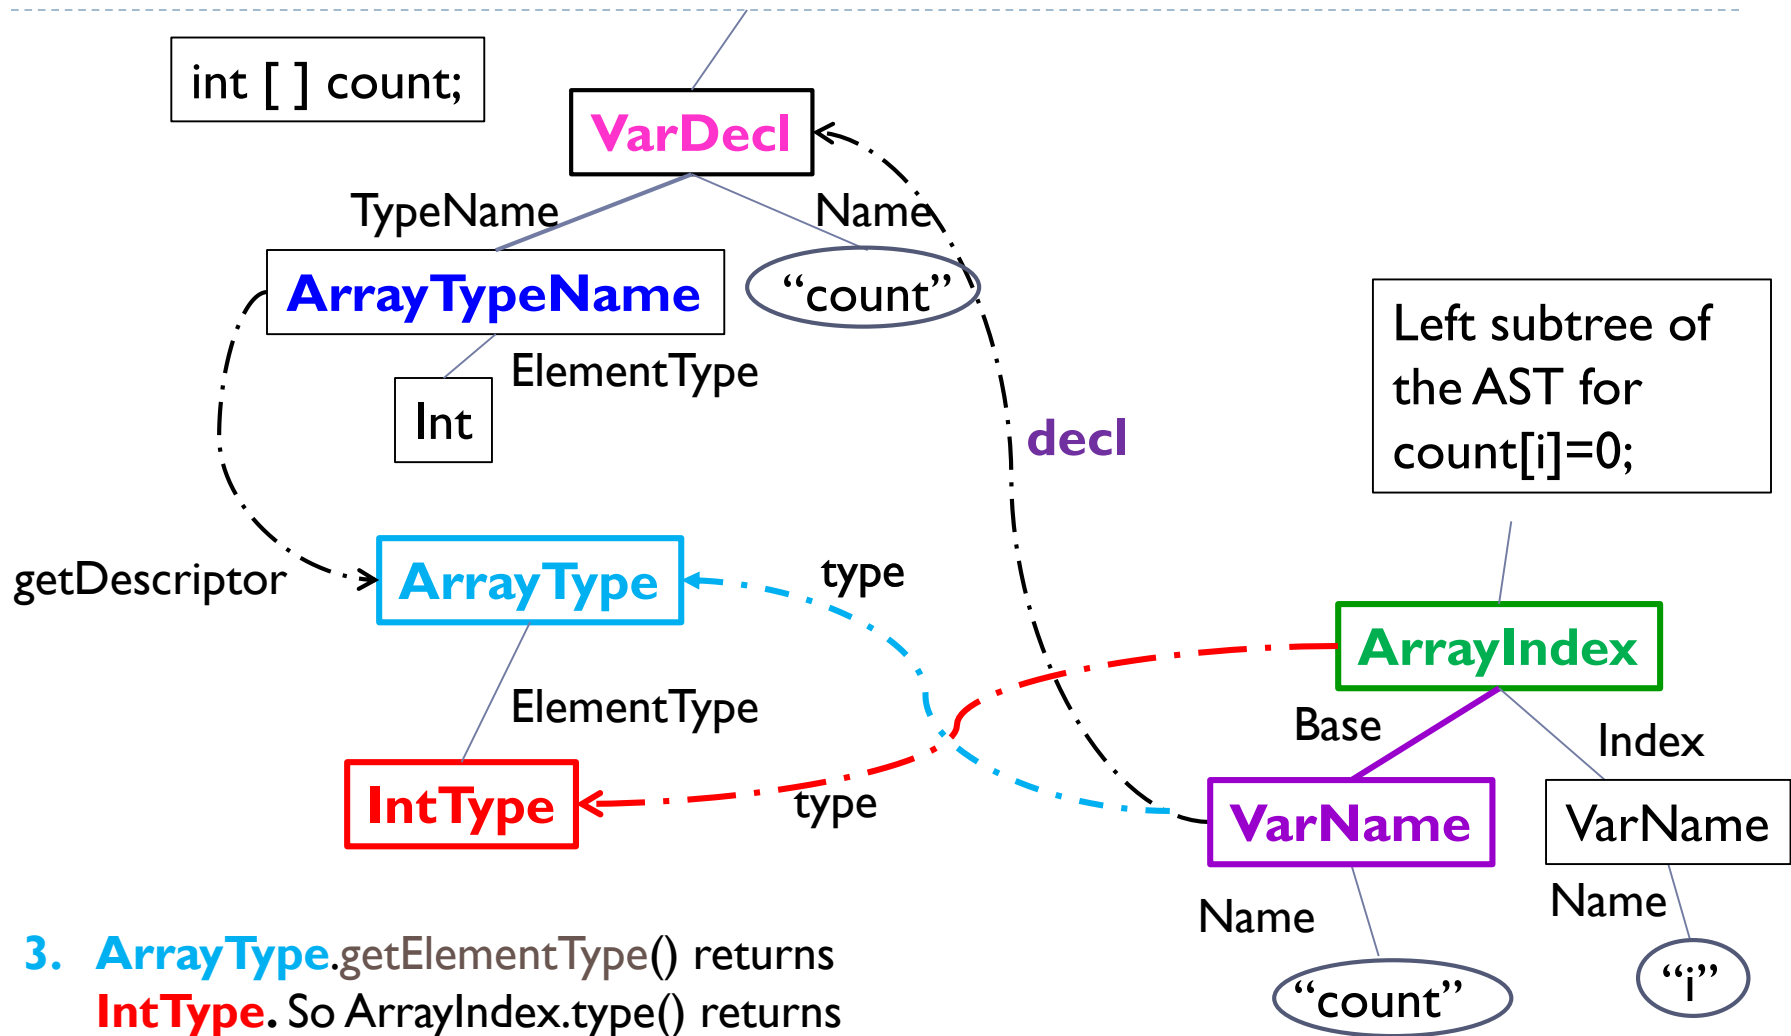 int [ ] count;
VarDecl
TypeName
Name
ArrayTypeName
“count”
ElementType
Int
decl
Left subtree of
the AST for
count[i]=0;
getDescriptor
ArrayType
type
ArrayIndex
ElementType
Base
Index
IntType
type
VarName
VarName
Name
Name
“count”
“i”
3. ArrayType.getElementType() returns
IntType. So ArrayIndex.type() returns